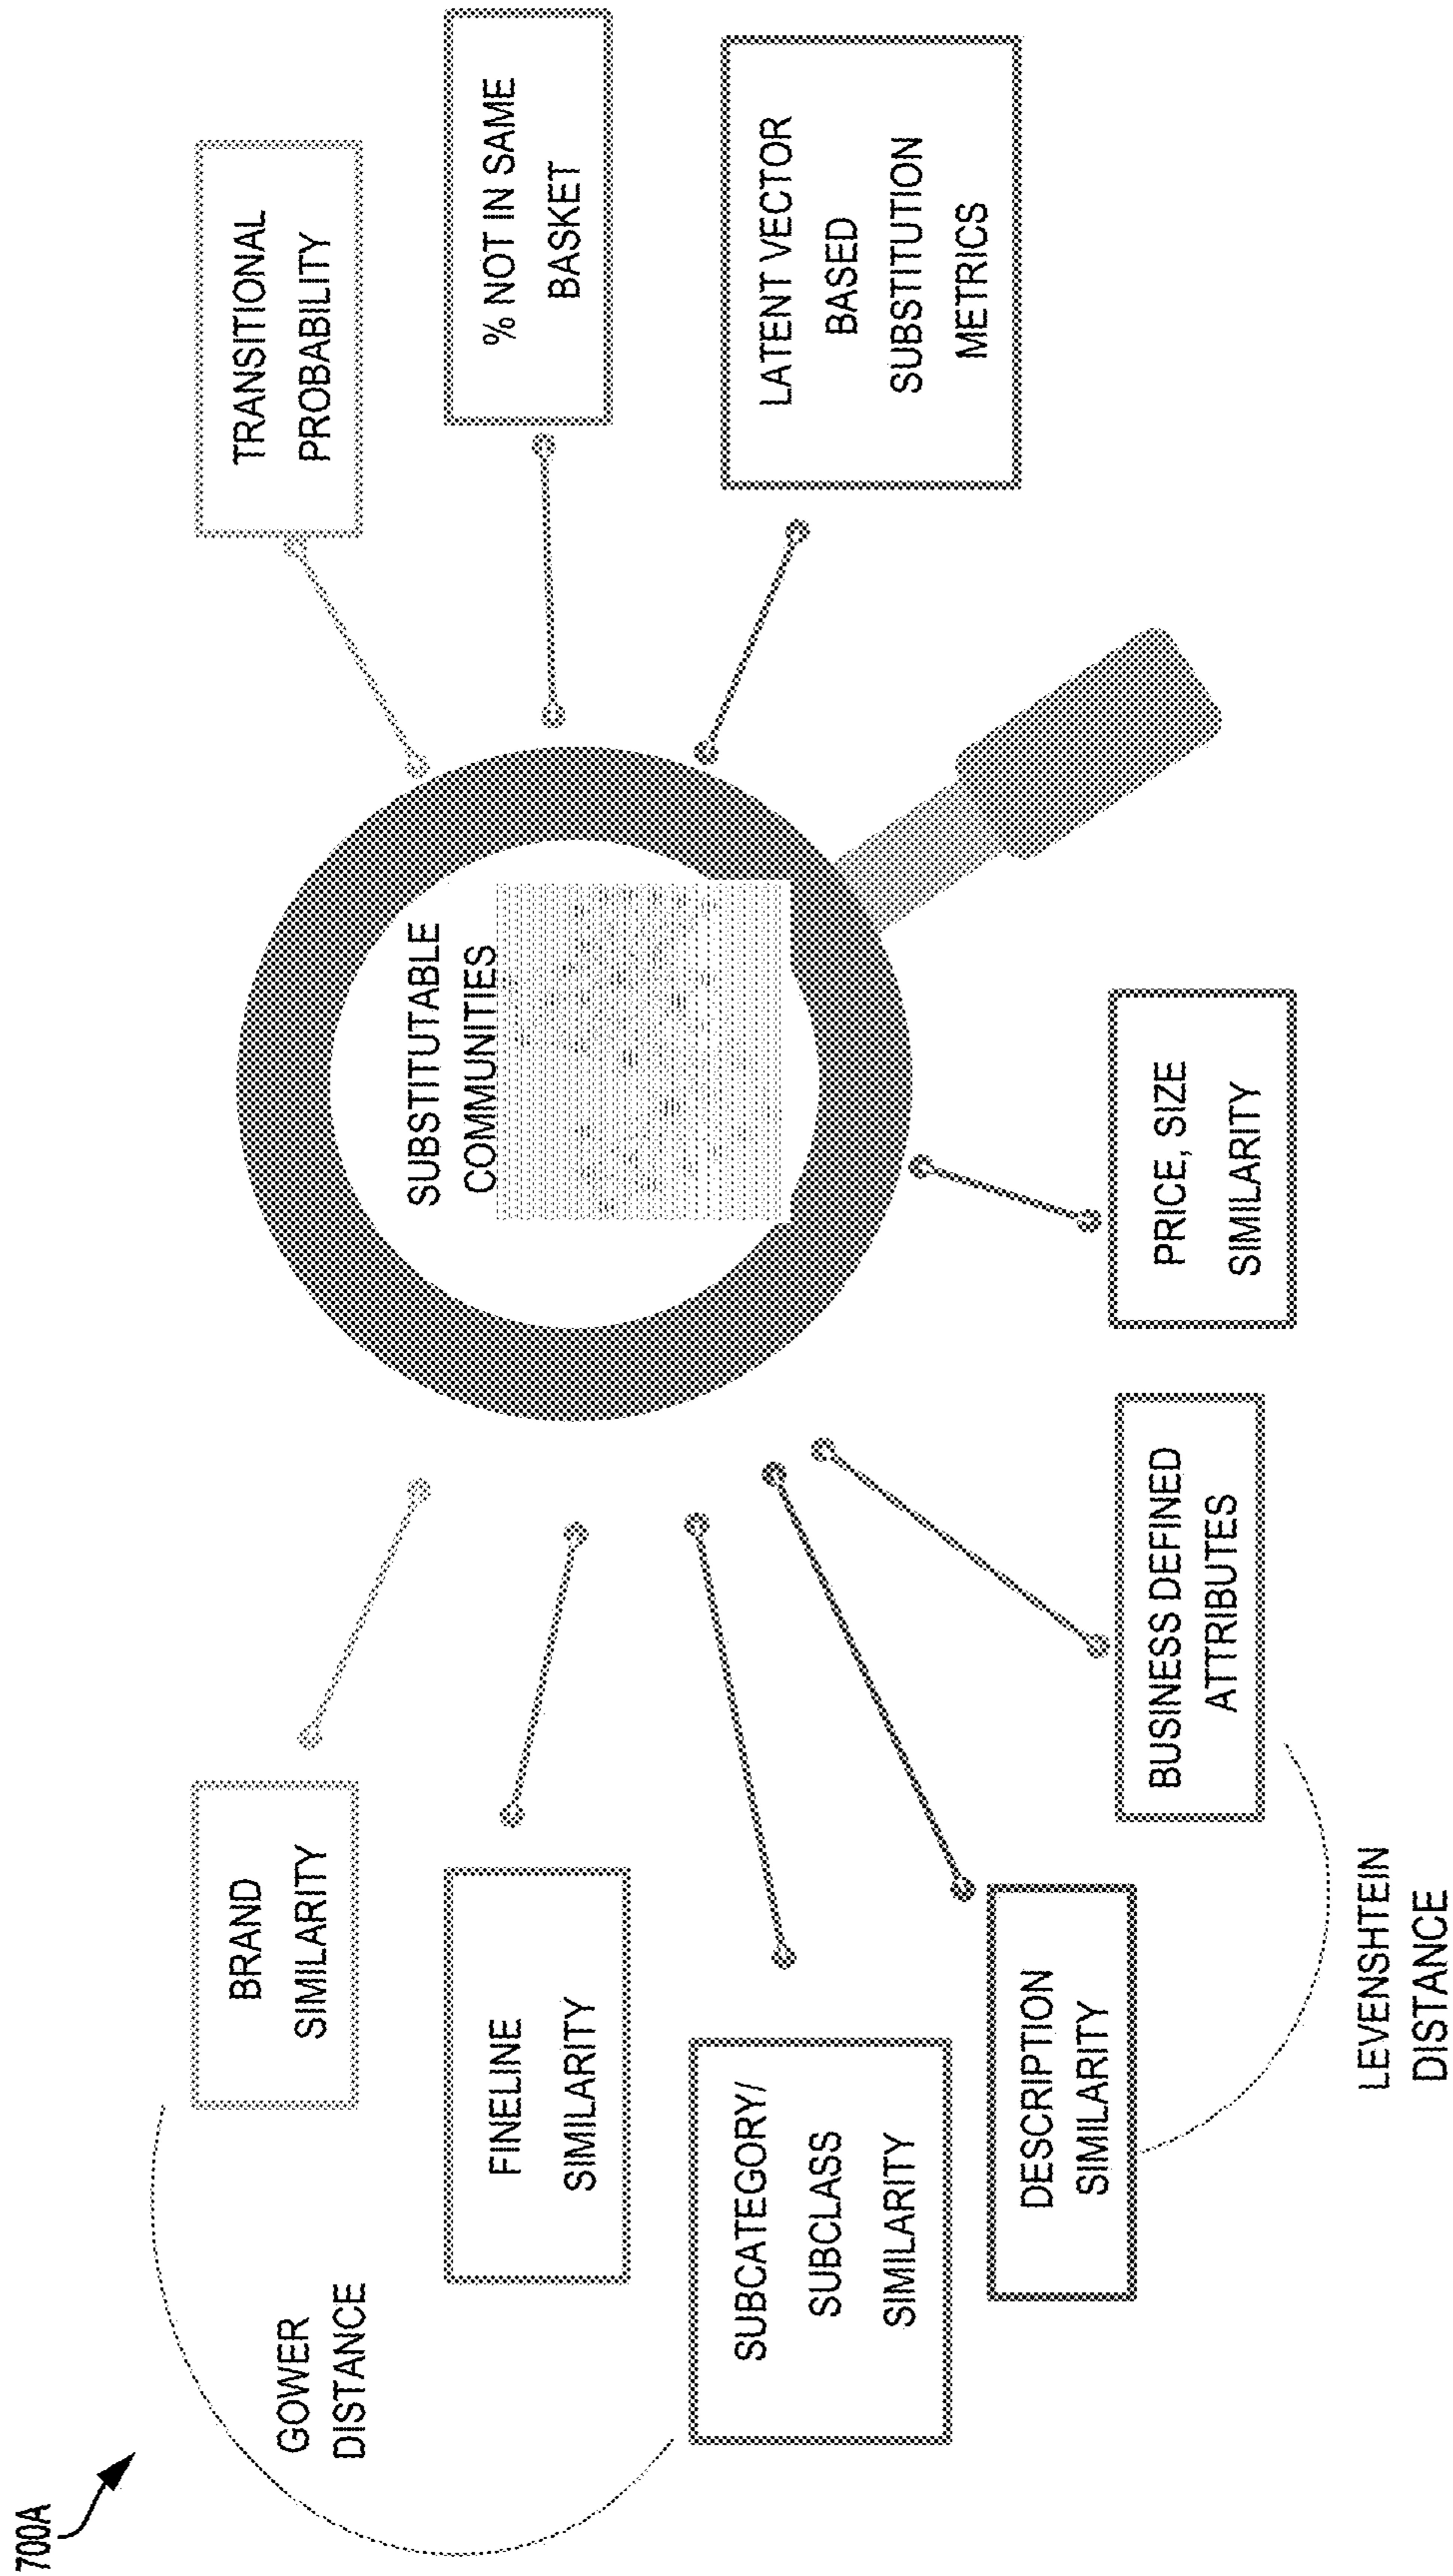 700A
GOWER
DISTANCE
BRAND
SIMILARITY
FINELINE
SIMILARITY
SUBCATEGORY/
SUBCLASS
SIMILARITY
DESCRIPTION
SIMILARITY
LEVENSHTEIN
DISTANCE
BUSINESS DEFINED
ATTRIBUTES
PRICE, SIZE
SIMILARITY
SUBSTITUTABLE
COMMUNITIES
TRANSITIONAL
PROBABILITY
% NOT IN SAME
BASKET
LATENT VECTOR
BASED
SUBSTITUTION
METRICS